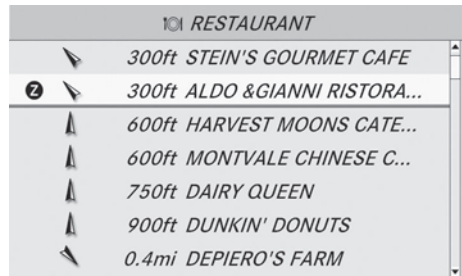 RESTAURANT
300ft STEIN'S GOURMET CAFE
Z 300ft ALDO &GIANNI RISTORA...
600ft HARVEST MOONS CATE...
600ft MONTVALE CHINESE C...
750ft DAIRY QUEEN
900ft DUNKIN' DONUTS
0.4mi DEPIERO'S FARM